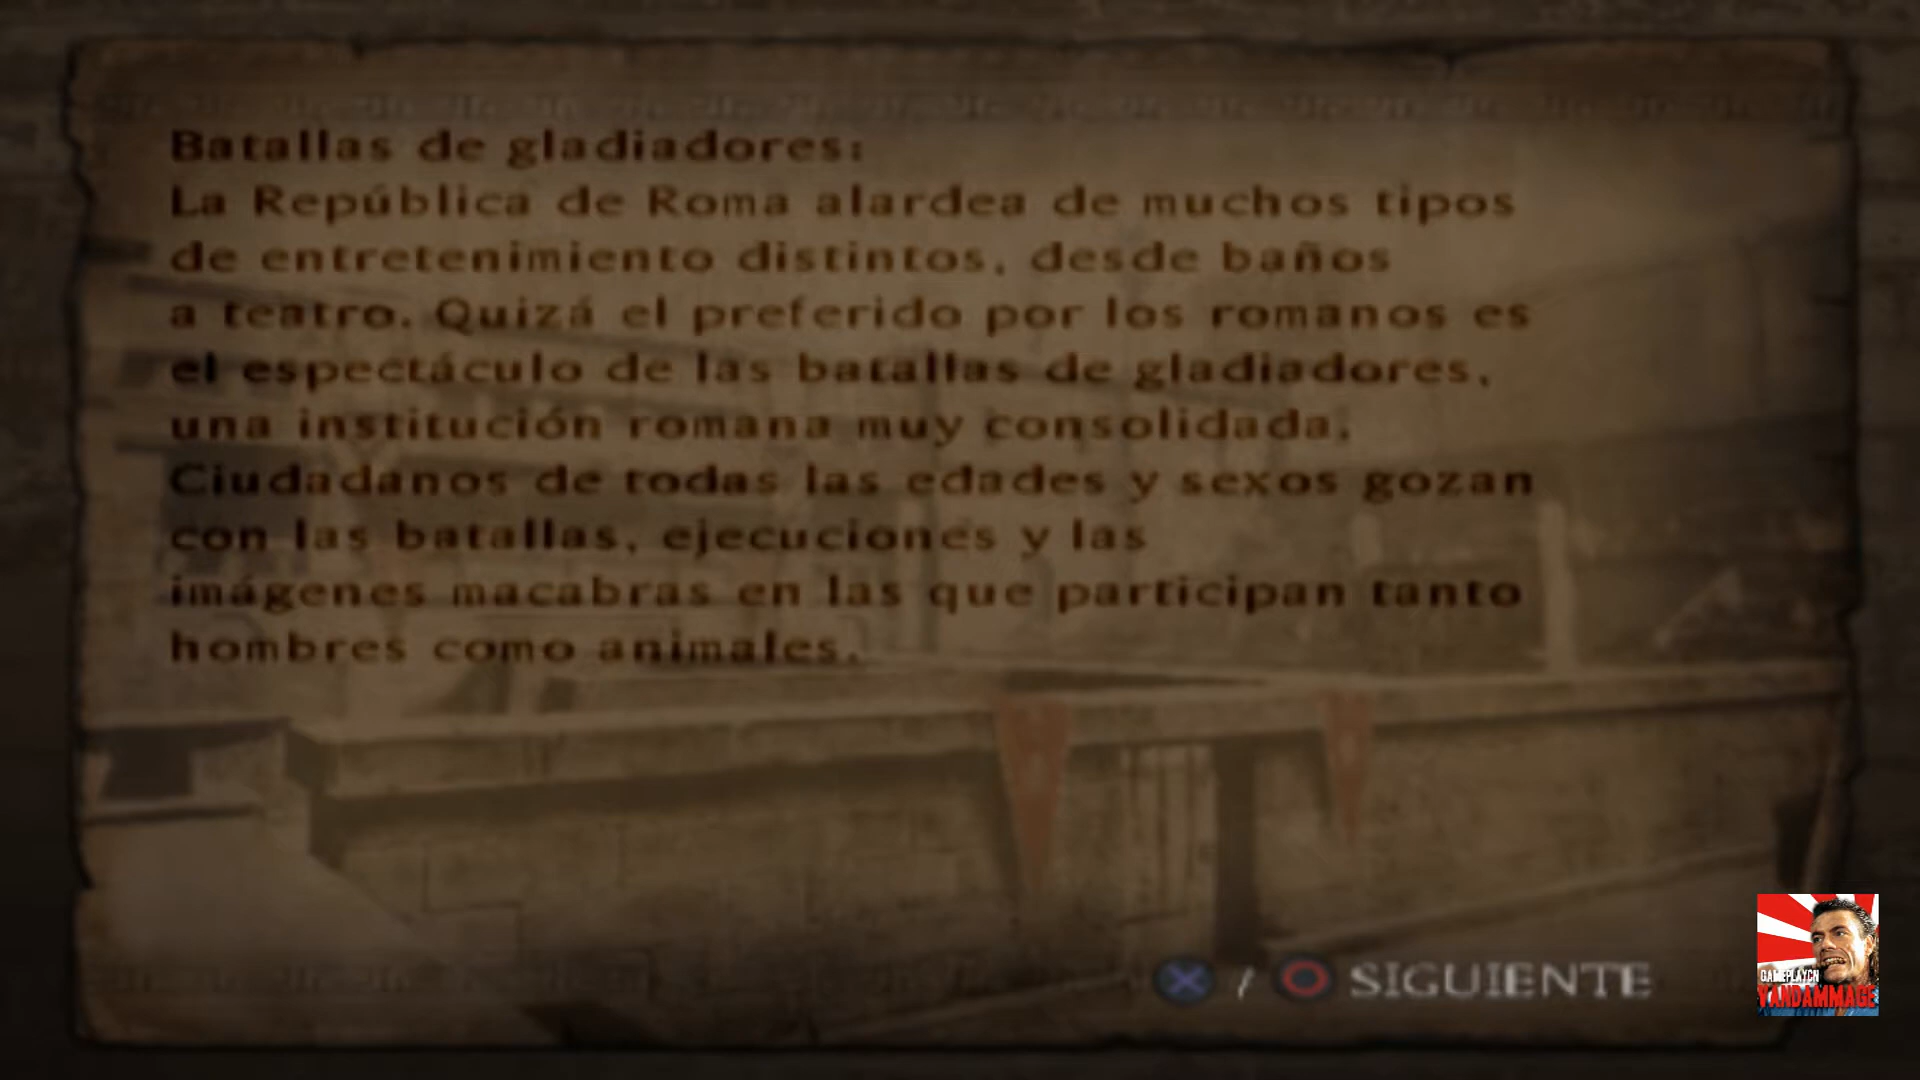 Batallas de gladiadores:
La República de Roma alardea de muchos tipos
de entretenimiento distintos, desde baños
a teatro. Quizá el preferido por los romanos es
el espectáculo de las batallas de gladiadores,
una institución romana muy consolidada.
Ciudadanos de todas las edades y sexos gozan
con las batallas, ejecuciones y las
imágenes macabras en las que participan tanto
hombres como animales.
/ SIGUIENTE
GAMEPLAYCN
VANDAMMAGE